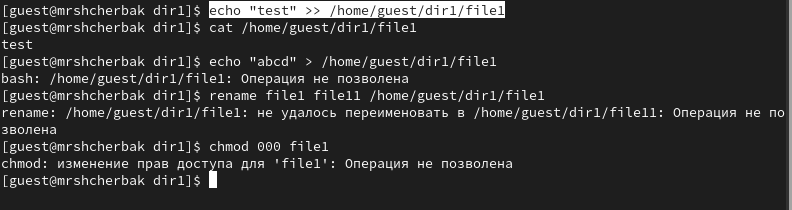 [guest@mrshcherbak dir1]$ echo "test" >> /home/guest/dir1/file1
[guest@mrshcherbak dir1]$ cat /home/guest/dir1/file1
test
[guest@mrshcherbak dir1]$ echo "abcd" > /home/guest/dir1/file1
bash: /home/guest/dir1/file1: Операция не позволена
[guest@mrshcherbak dir1]$ rename file1 file11 /home/guest/dir1/file1
rename: /home/guest/dir1/file1: не удалось переименовать в /home/guest/dir1/file11: Операция не по
зволена
[guest@mrshcherbak dir1]$ chmod 000 file1
chmod: изменение прав доступа для 'file1': Операция не позволена
[guest@mrshcherbak dir1]$